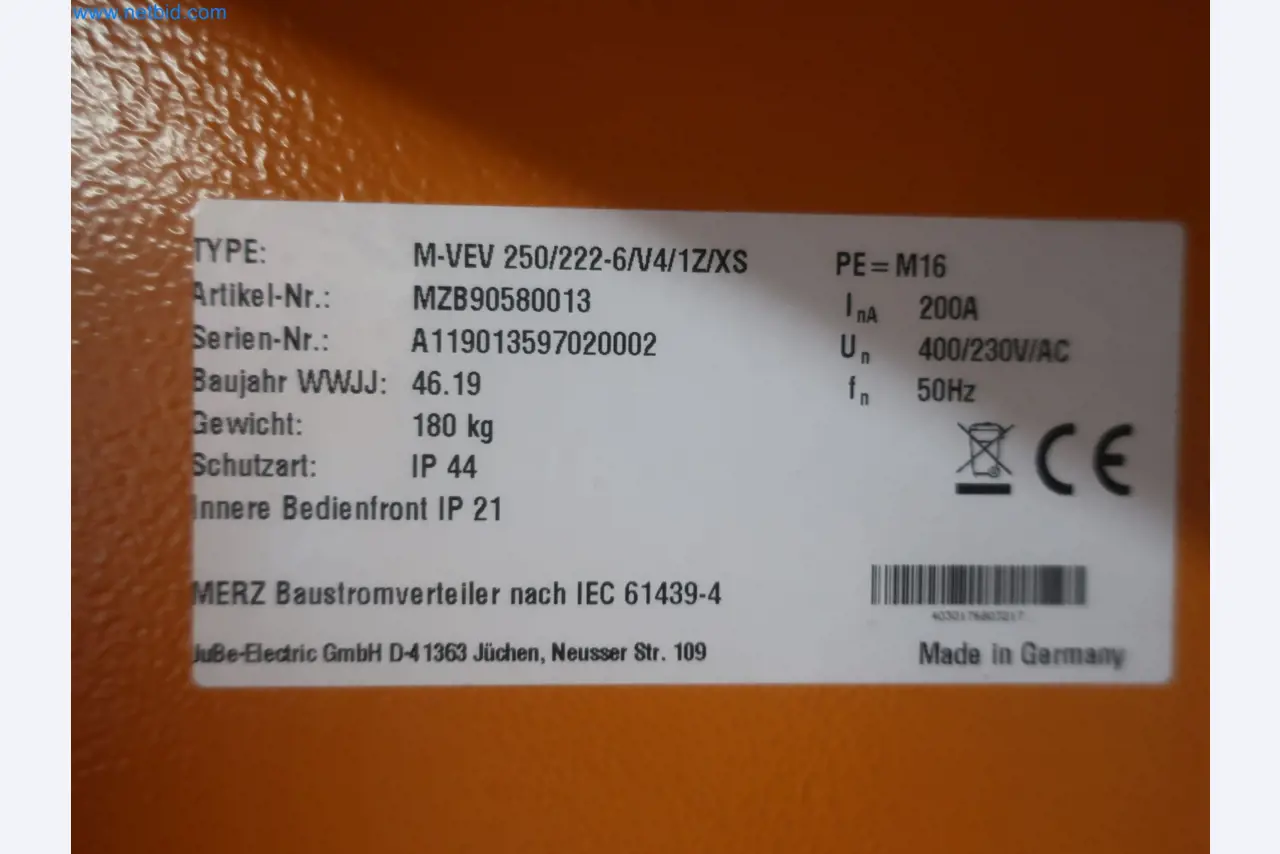 www.netbid.com
TYPE: M-VEV 250/222-6/V4/1Z/XS PE = M16
Artikel-Nr.: MZB90580013 InA 200A
Serien-Nr.: A119013597020002 Un 400/230V/AC
Baujahr WWJJ: 46.19 fn 50Hz
Gewicht: 180 kg
Schutzart: IP 44
Innere Bedienfront IP 21
CE
MERZ Baustromverteiler nach IEC 61439-4
JuBe-Electric GmbH D-41363 Jüchen, Neusser Str. 109 Made in Germany